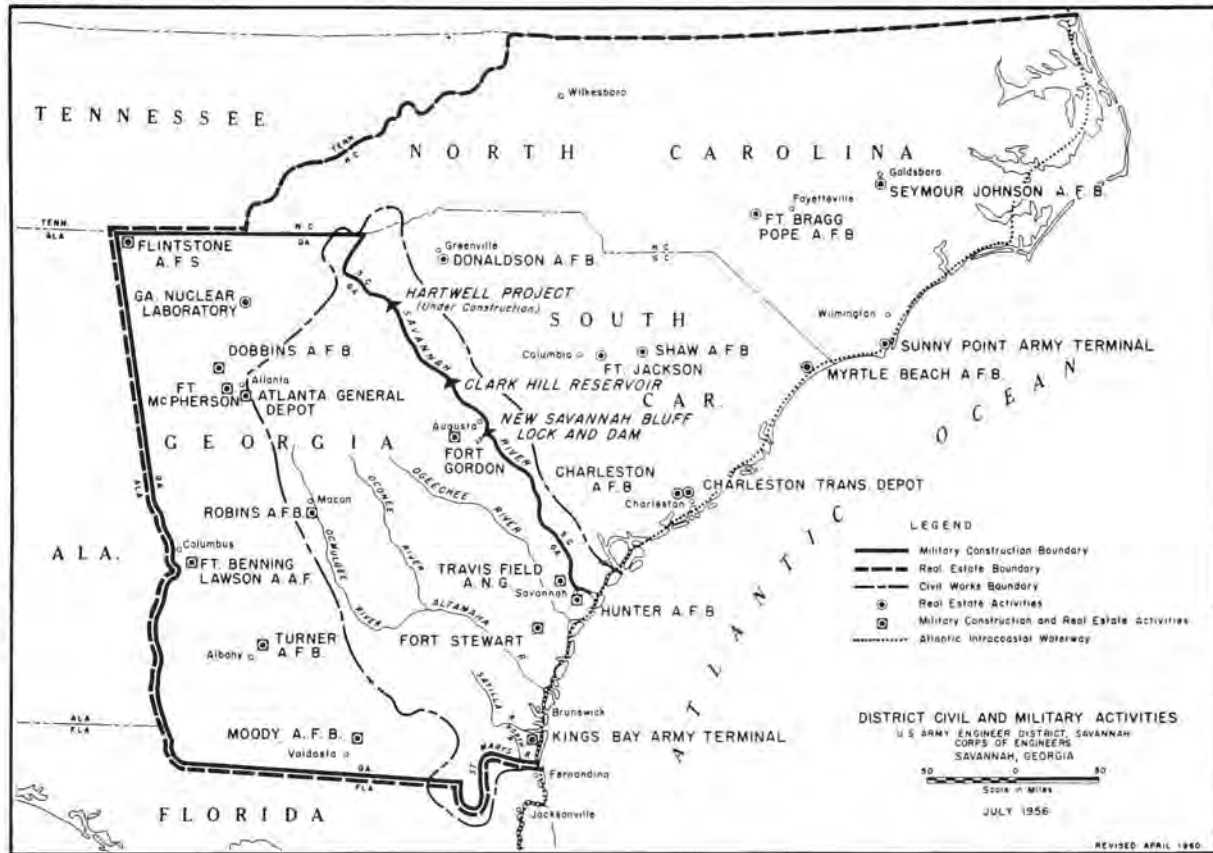 TENNESSEE
Wilkesboro
TENN.
N.C.
NORTH CAROLINA
Goldsboro
SEYMOUR JOHNSON A.F.B.
Fayetteville
FT. BRAGG
POPE A.F.B
TENN.
ALA
N.C
GA
N.C.
S.C.
FLINTSTONE
A.F.S
Greenville
DONALDSON A.F.B.
S.C
GA
GA. NUCLEAR
LABORATORY
HARTWELL PROJECT
(Under Construction)
SAVANNAH
RIVER
SOUTH
CAR.
Wilmington
SUNNY POINT ARMY TERMINAL
MYRTLE BEACH A.F.B.
Columbia
SHAW A.F.B
FT. JACKSON
DOBBINS A.F.B.
FT.
McPHERSON
Atlanta
ATLANTA GENERAL
DEPOT
CLARK HILL RESERVOIR
NEW SAVANNAH BLUFF
LOCK AND DAM
GEORGIA
Augusta
FORT
GORDON
ATLANTIC OCEAN
CHARLESTON
A.F.B.
CHARLESTON TRANS. DEPOT
Charleston
OCONEE
RIVER
OGEECHEE
RIVER
GA
ALA
Macon
ROBINS A.F.B.
OCMULGEE
RIVER
S.C
GA
ALA.
Columbus
FT. BENNING
LAWSON A.A.F.
TRAVIS FIELD
A.N.G.
Savannah
HUNTER A.F.B
ALTAMAHA
R
FORT STEWART
TURNER
A.F.B.
Albany
SATILLA
R
Brunswick
ALA
FLA
MOODY A.F.B.
Valdosta
KINGS BAY ARMY TERMINAL
ST
MARYS
R
GA
FLA
Fernandina
Jacksonville
FLORIDA
LEGEND
Military Construction Boundary
Real Estate Boundary
Civil Works Boundary
Real Estate Activities
Military Construction and Real Estate Activities
Atlantic Intracoastal Waterway
DISTRICT CIVIL AND MILITARY ACTIVITIES
U S ARMY ENGINEER DISTRICT, SAVANNAH
CORPS OF ENGINEERS
SAVANNAH, GEORGIA
50 0 50
Scale in Miles
JULY 1956
REVISED APRIL 1960